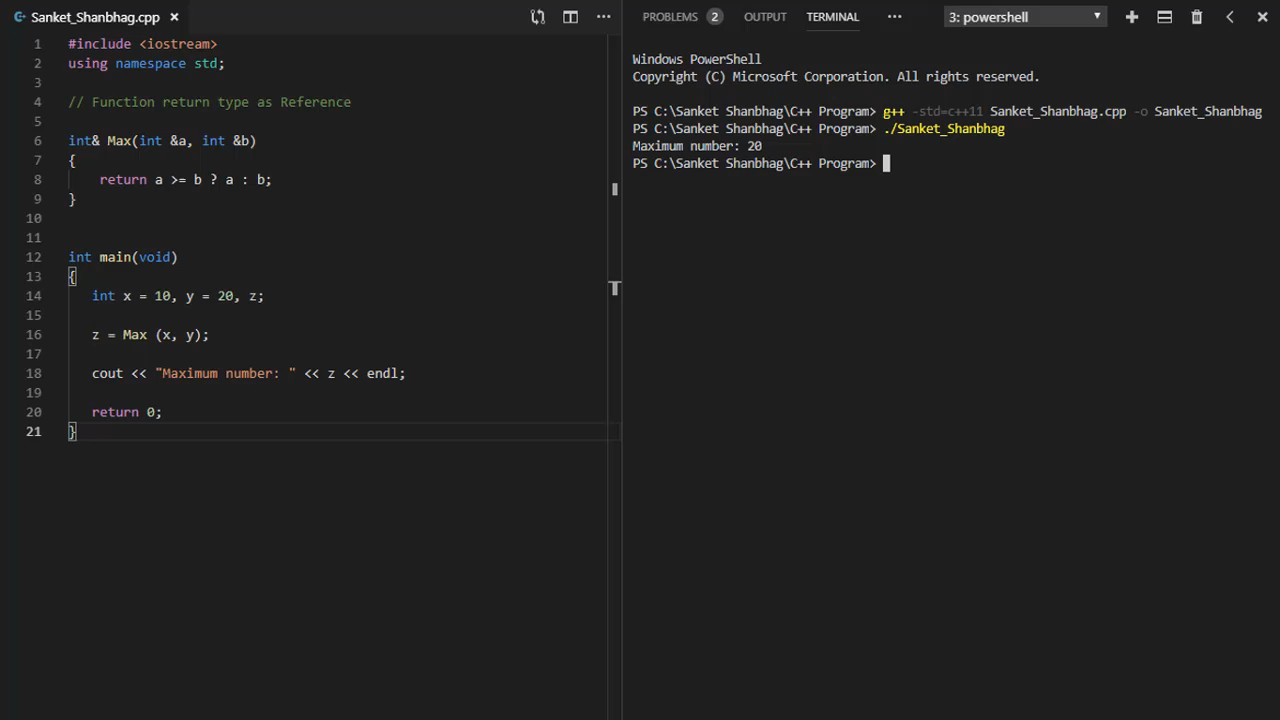 Sanket_Shanbhag.cpp
1 #include <iostream>
2 using namespace std;
3
4 // Function return type as Reference
5
6 int& Max(int &a, int &b)
7 {
8 return a >= b ? a : b;
9 }
10
11
12 int main(void)
13 {
14 int x = 10, y = 20, z;
15
16 z = Max (x, y);
17
18 cout << "Maximum number: " << z << endl;
19
20 return 0;
21 }
PROBLEMS 2 OUTPUT TERMINAL ··· 3: powershell
Windows PowerShell
Copyright (C) Microsoft Corporation. All rights reserved.
PS C:\Sanket Shanbhag\C++ Program> g++ -std=c++11 Sanket_Shanbhag.cpp -o Sanket_Shanbhag
PS C:\Sanket Shanbhag\C++ Program> ./Sanket_Shanbhag
Maximum number: 20
PS C:\Sanket Shanbhag\C++ Program>